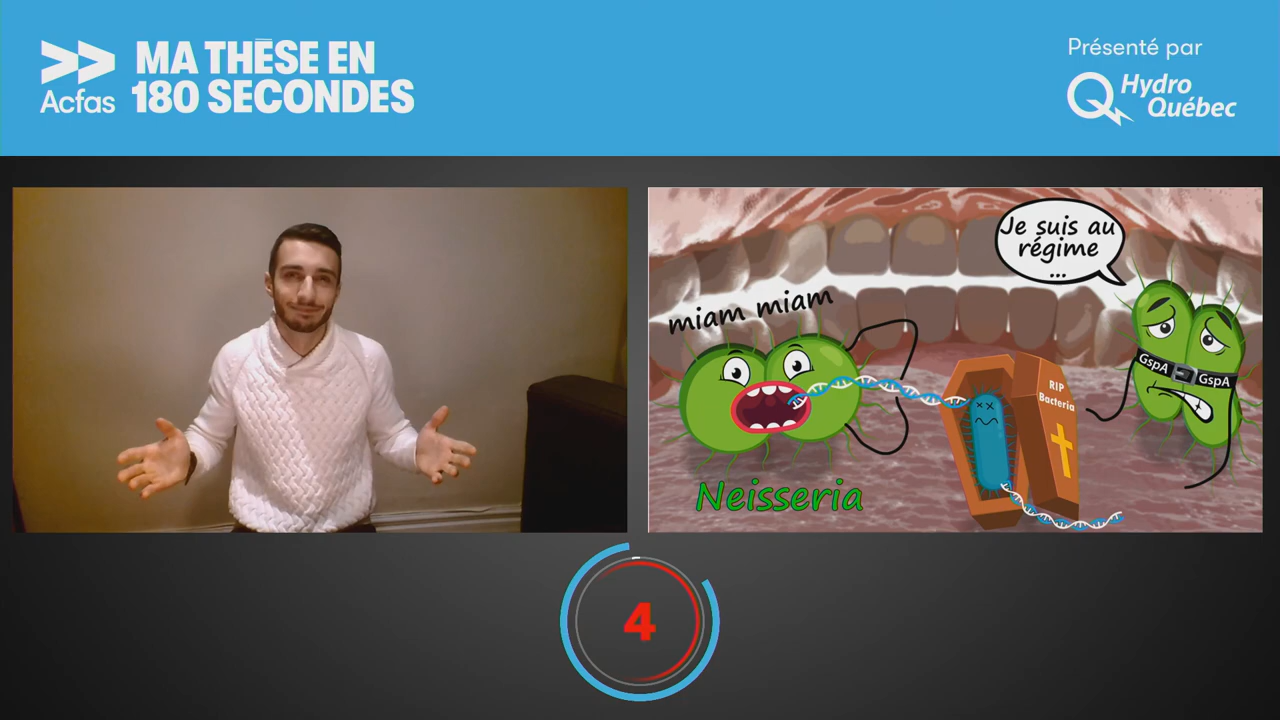 Acfas
MA THÈSE EN
180 SECONDES
Présenté par
Hydro
Québec
Je suis au
régime
...
miam miam
GspA GspA
RIP
Bacteria
Neisseria
4